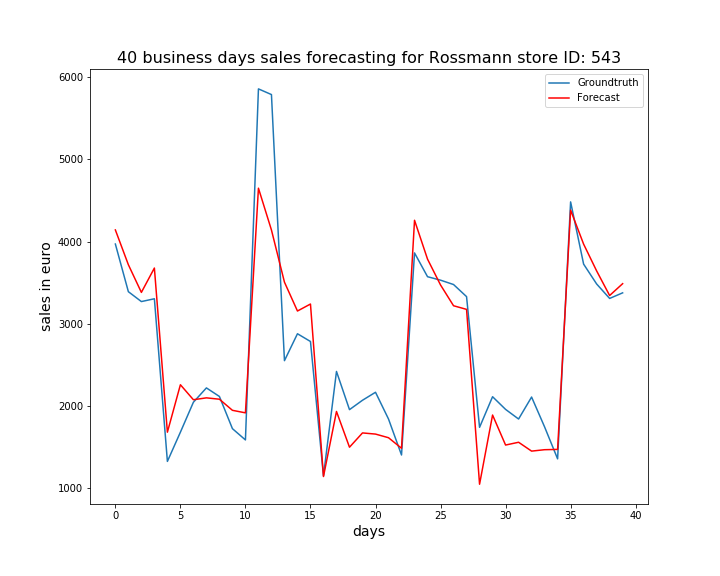 40 business days sales forecasting for Rossmann store ID: 543
Groundtruth
Forecast
sales in euro
6000
5000
4000
3000
2000
1000
0 5 10 15 20 25 30 35 40
days